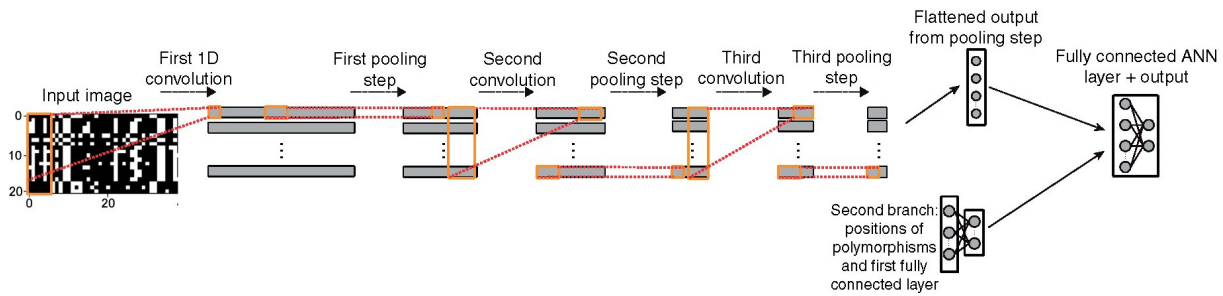 Input image
0
10
20
0
20
First 1D
convolution
First pooling
step
Second
convolution
Second
pooling step
Third
convolution
Third pooling
step
Flattened output
from pooling step
Fully connected ANN
layer + output
Second branch:
positions of
polymorphisms
and first fully
connected layer